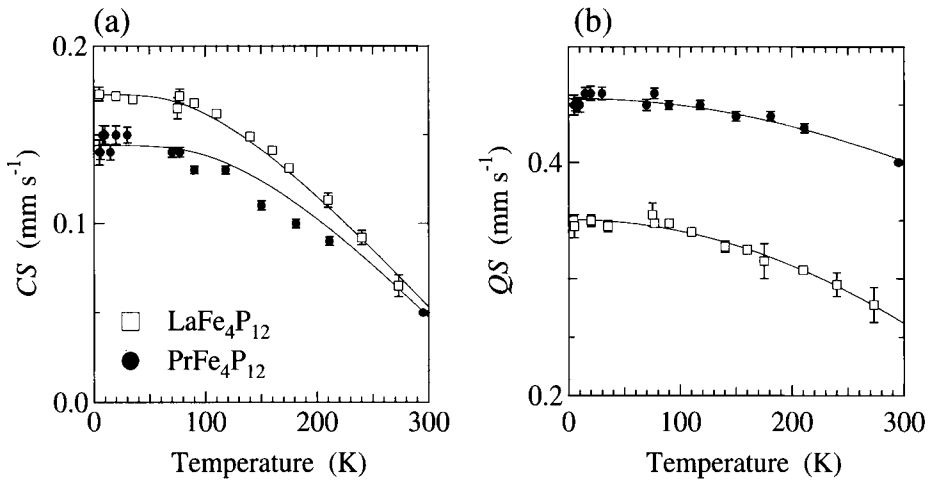 (a)
(b)
0.2
0.1
0.0
CS (mm s⁻¹)
LaFe₄P₁₂
PrFe₄P₁₂
0 100 200 300
Temperature (K)
0.4
0.2
QS (mm s⁻¹)
0 100 200 300
Temperature (K)